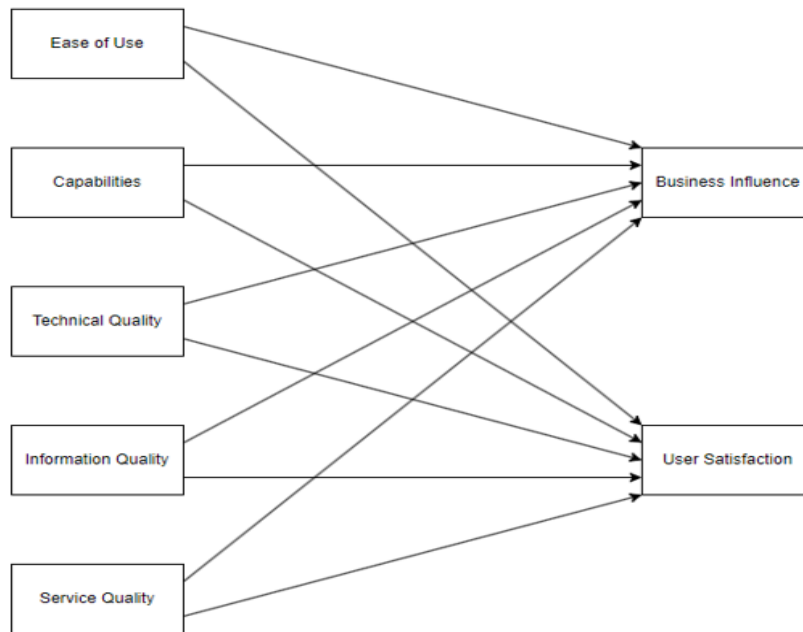 Ease of Use
Capabilities
Business Influence
Technical Quality
Information Quality
User Satisfaction
Service Quality